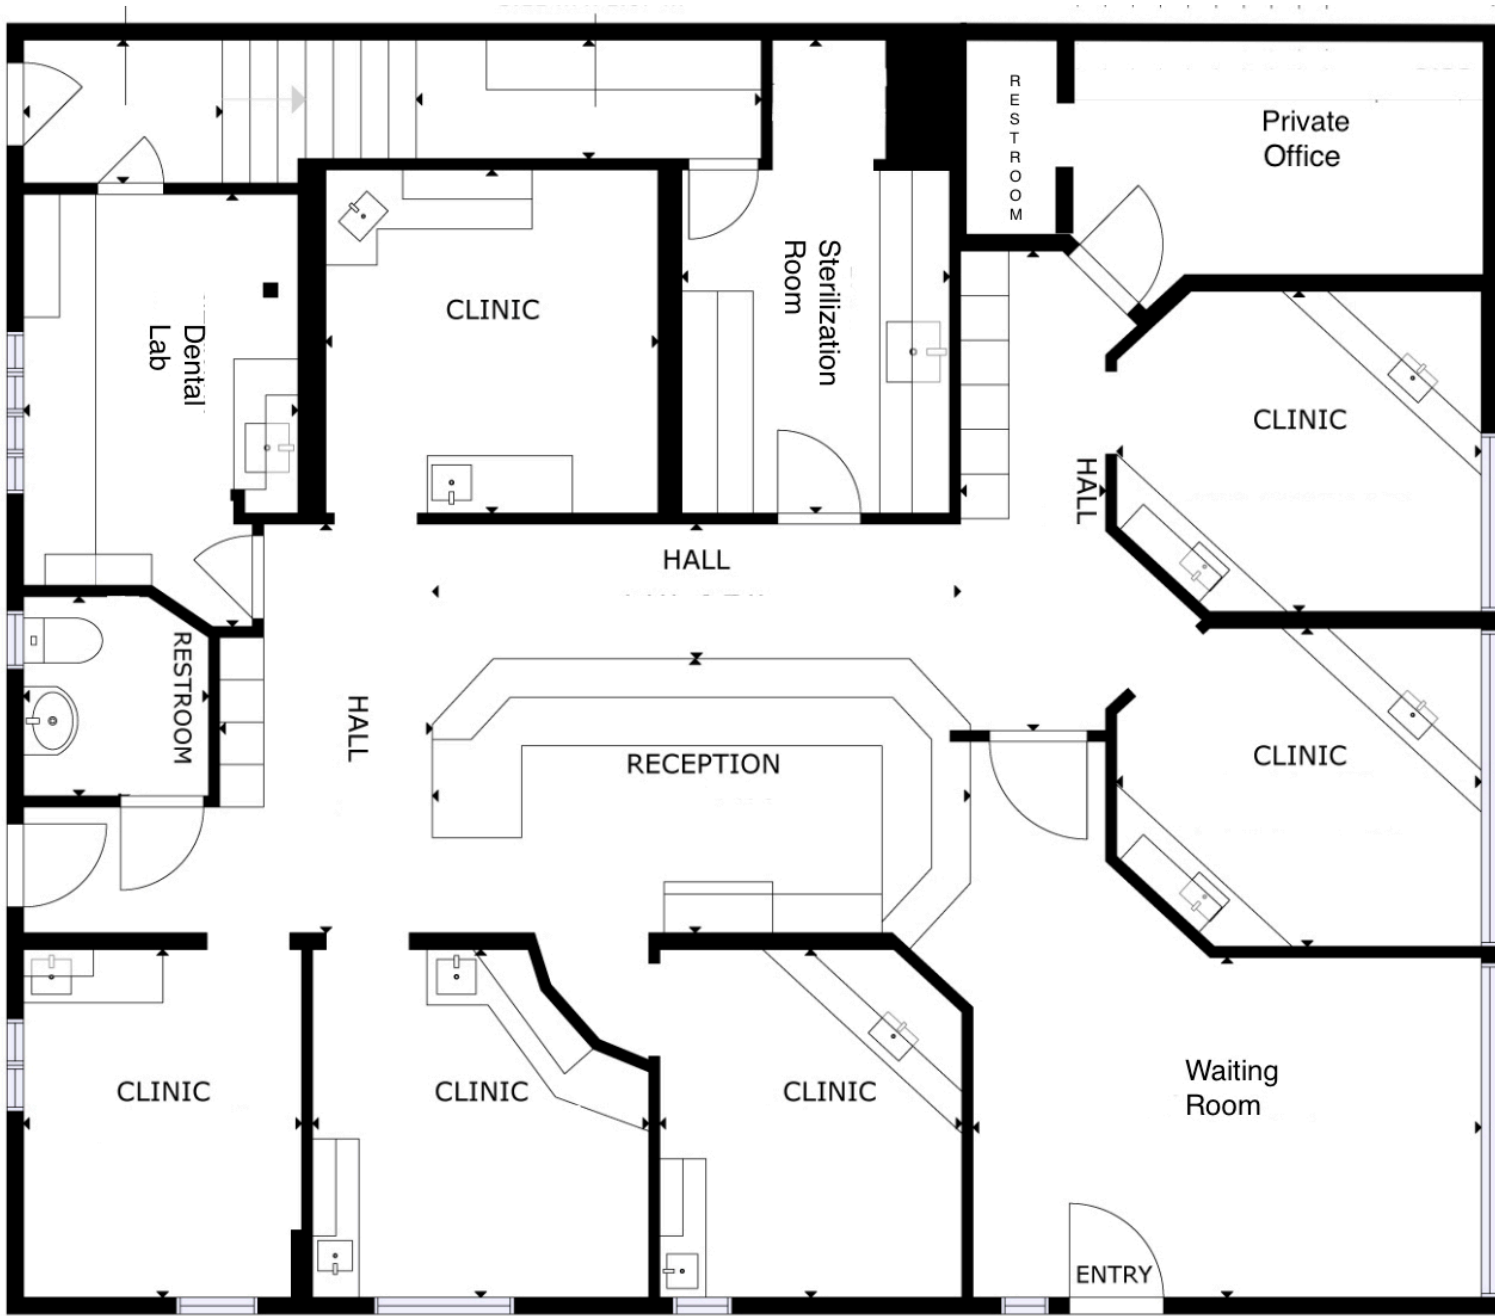 RESTROOM
Private
Office
CLINIC
Sterilization
Room
Dental
Lab
CLINIC
HALL
HALL
RESTROOM
HALL
RECEPTION
CLINIC
CLINIC
CLINIC
CLINIC
Waiting
Room
ENTRY